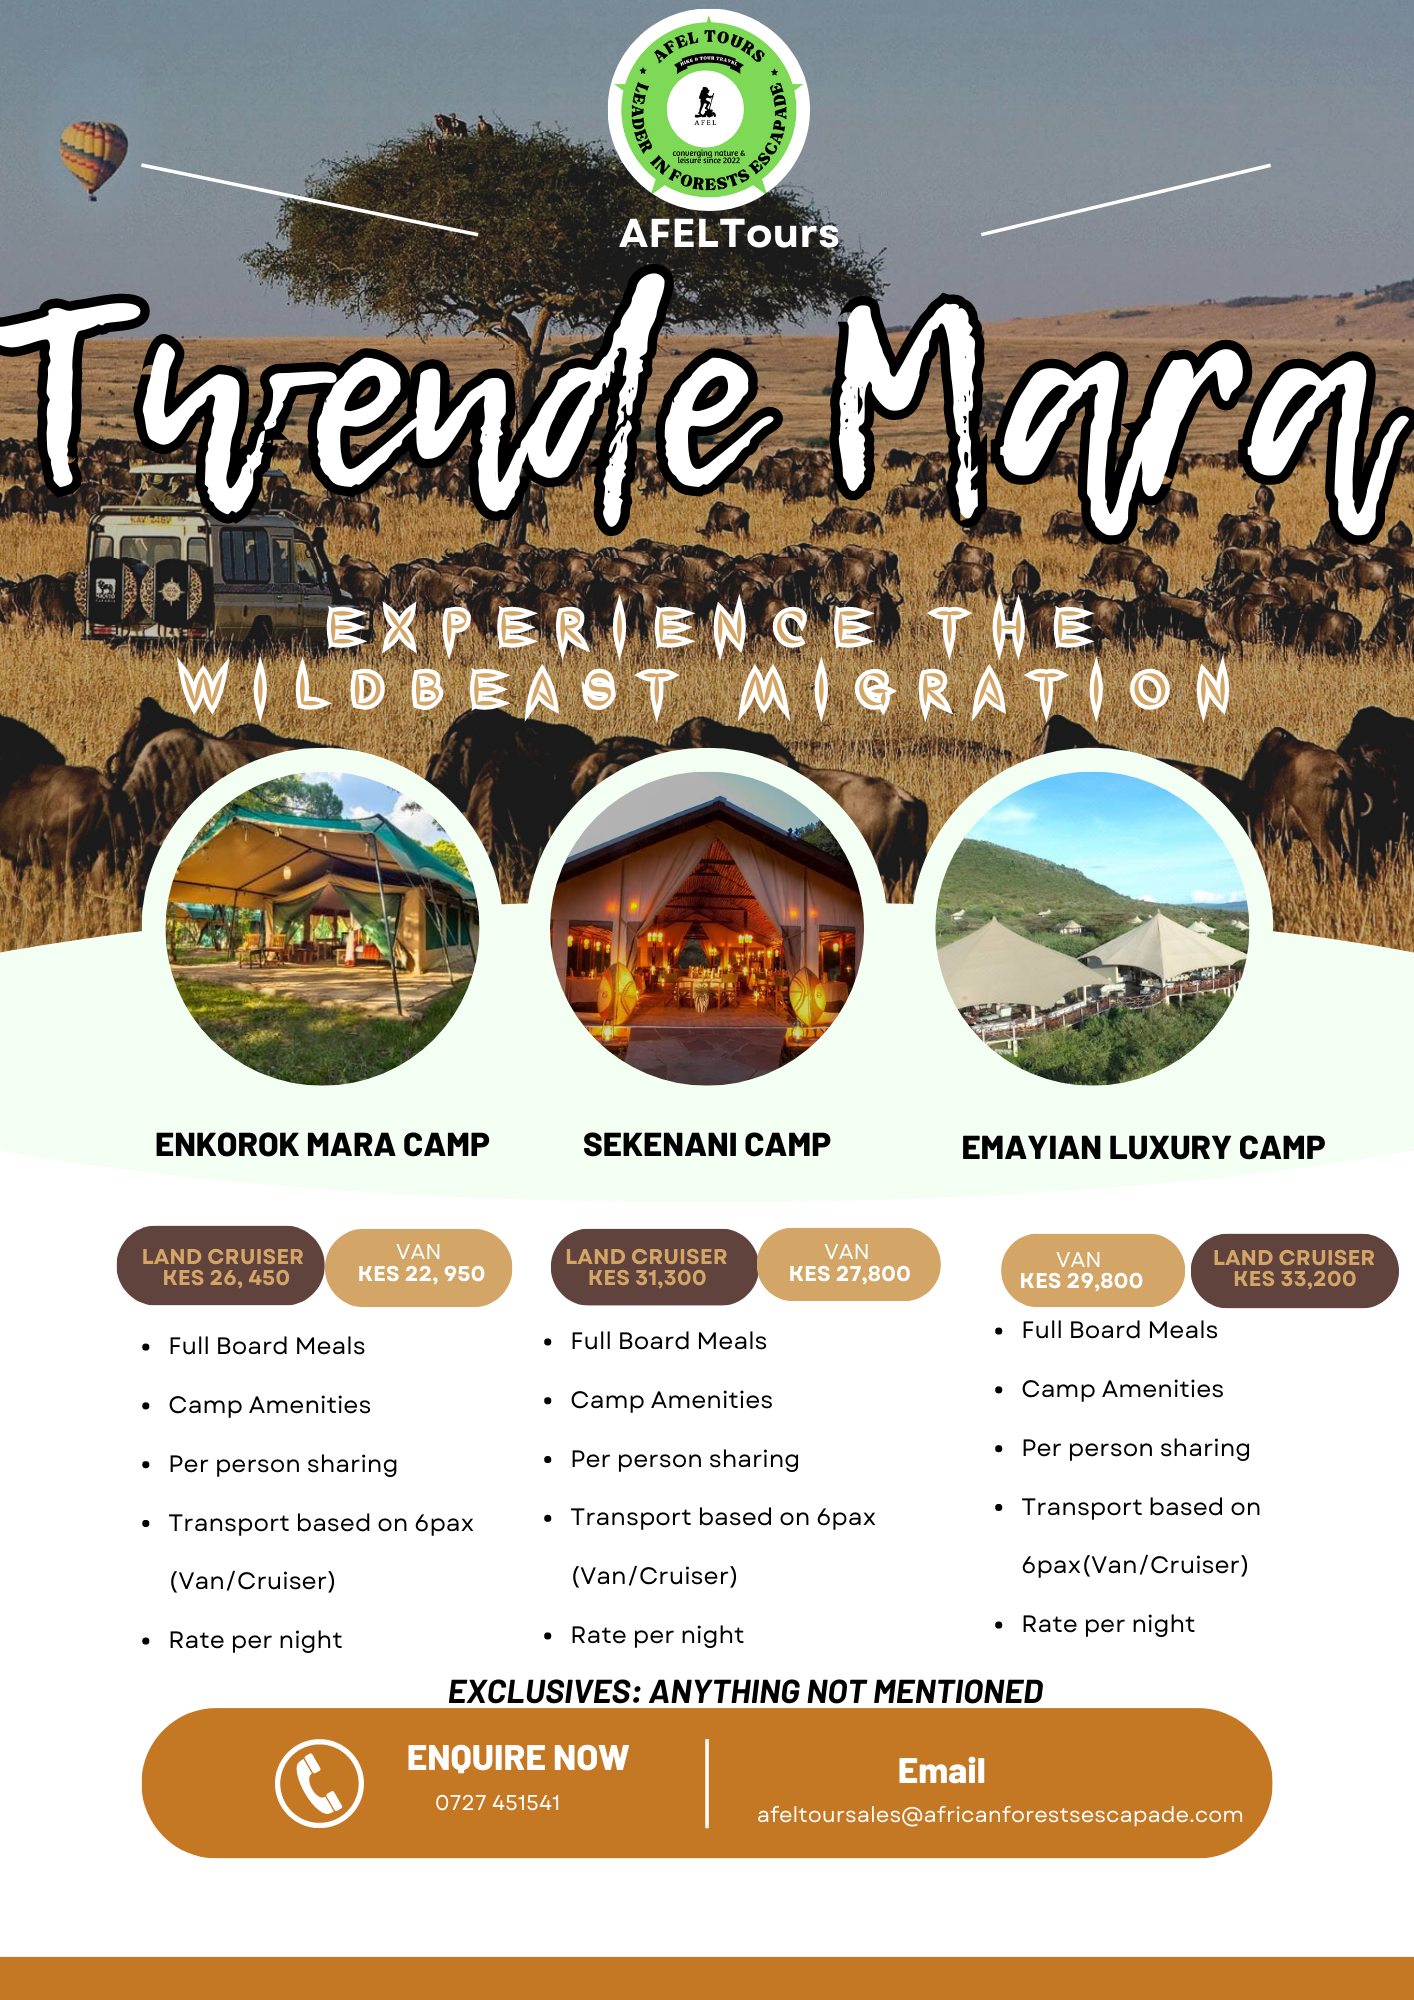 AFEL TOURS
HIKE & TOUR TRAVEL
LEADER IN FORESTS ESCAPADE
AFEL
converging nature &
leisure since 2022
AFELTours
Twende Mara
EXPERIENCE THE
WILDBEAST MIGRATION
ENKOROK MARA CAMP
LAND CRUISER
KES 26, 450
VAN
KES 22, 950
• Full Board Meals
• Camp Amenities
• Per person sharing
• Transport based on 6pax
(Van/Cruiser)
• Rate per night
SEKENANI CAMP
LAND CRUISER
KES 31,300
VAN
KES 27,800
• Full Board Meals
• Camp Amenities
• Per person sharing
• Transport based on 6pax
(Van/Cruiser)
• Rate per night
EMAYIAN LUXURY CAMP
VAN
KES 29,800
LAND CRUISER
KES 33,200
• Full Board Meals
• Camp Amenities
• Per person sharing
• Transport based on
6pax(Van/Cruiser)
• Rate per night
EXCLUSIVES: ANYTHING NOT MENTIONED
ENQUIRE NOW
0727 451541
Email
afeltoursales@africanforestsescapade.com